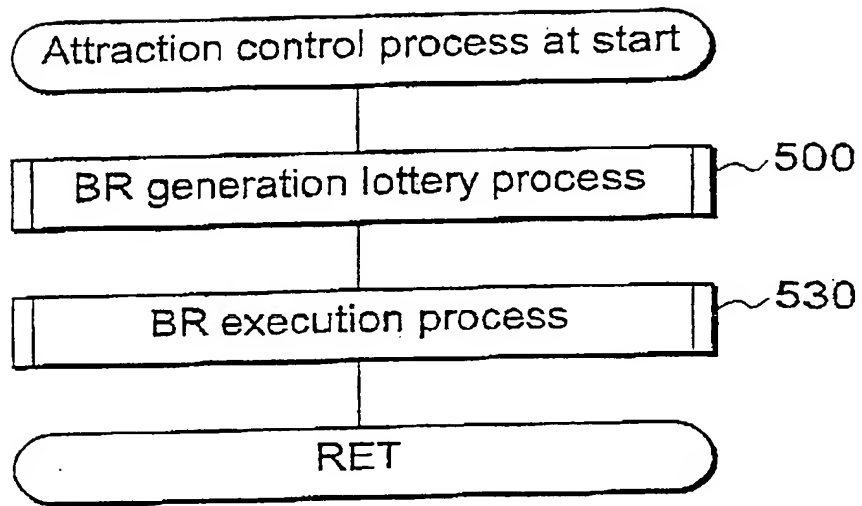 Attraction control process at start
BR generation lottery process
500
BR execution process
530
RET